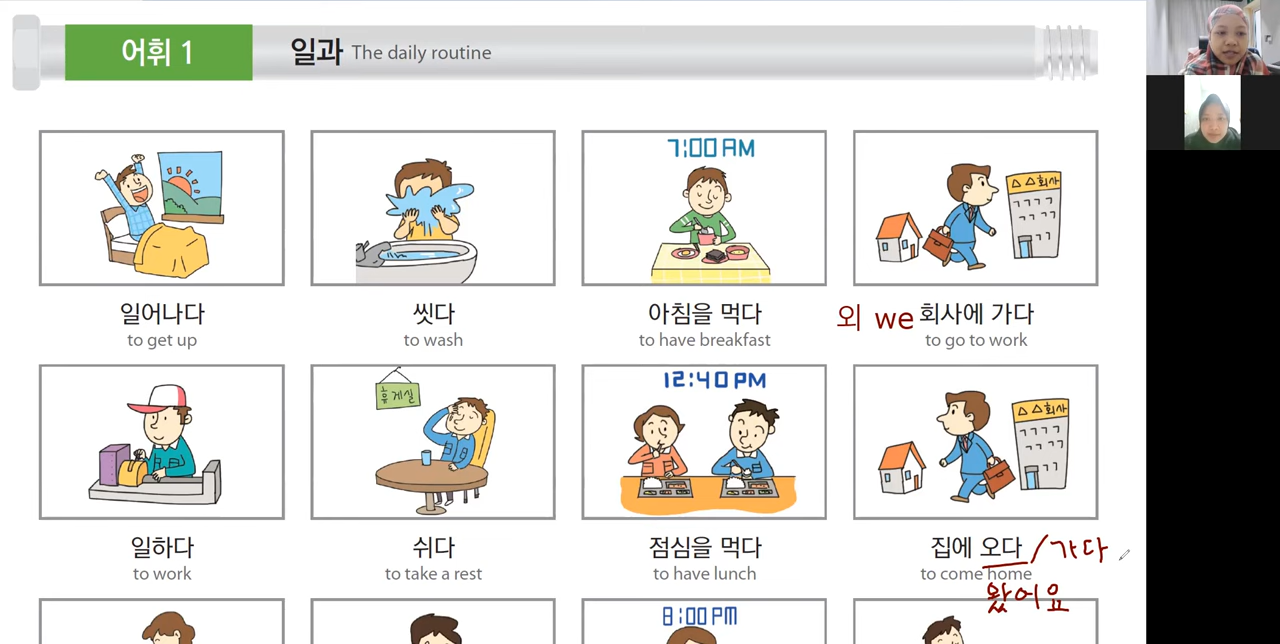 어휘 1
일과 The daily routine
7:00 AM
△△회사
일어나다
to get up
씻다
to wash
아침을 먹다
to have breakfast
외 we
회사에 가다
to go to work
휴게실
12:40 PM
△△회사
일하다
to work
쉬다
to take a rest
점심을 먹다
to have lunch
집에 오다 /가다
to come home
왔어요
8:00 PM